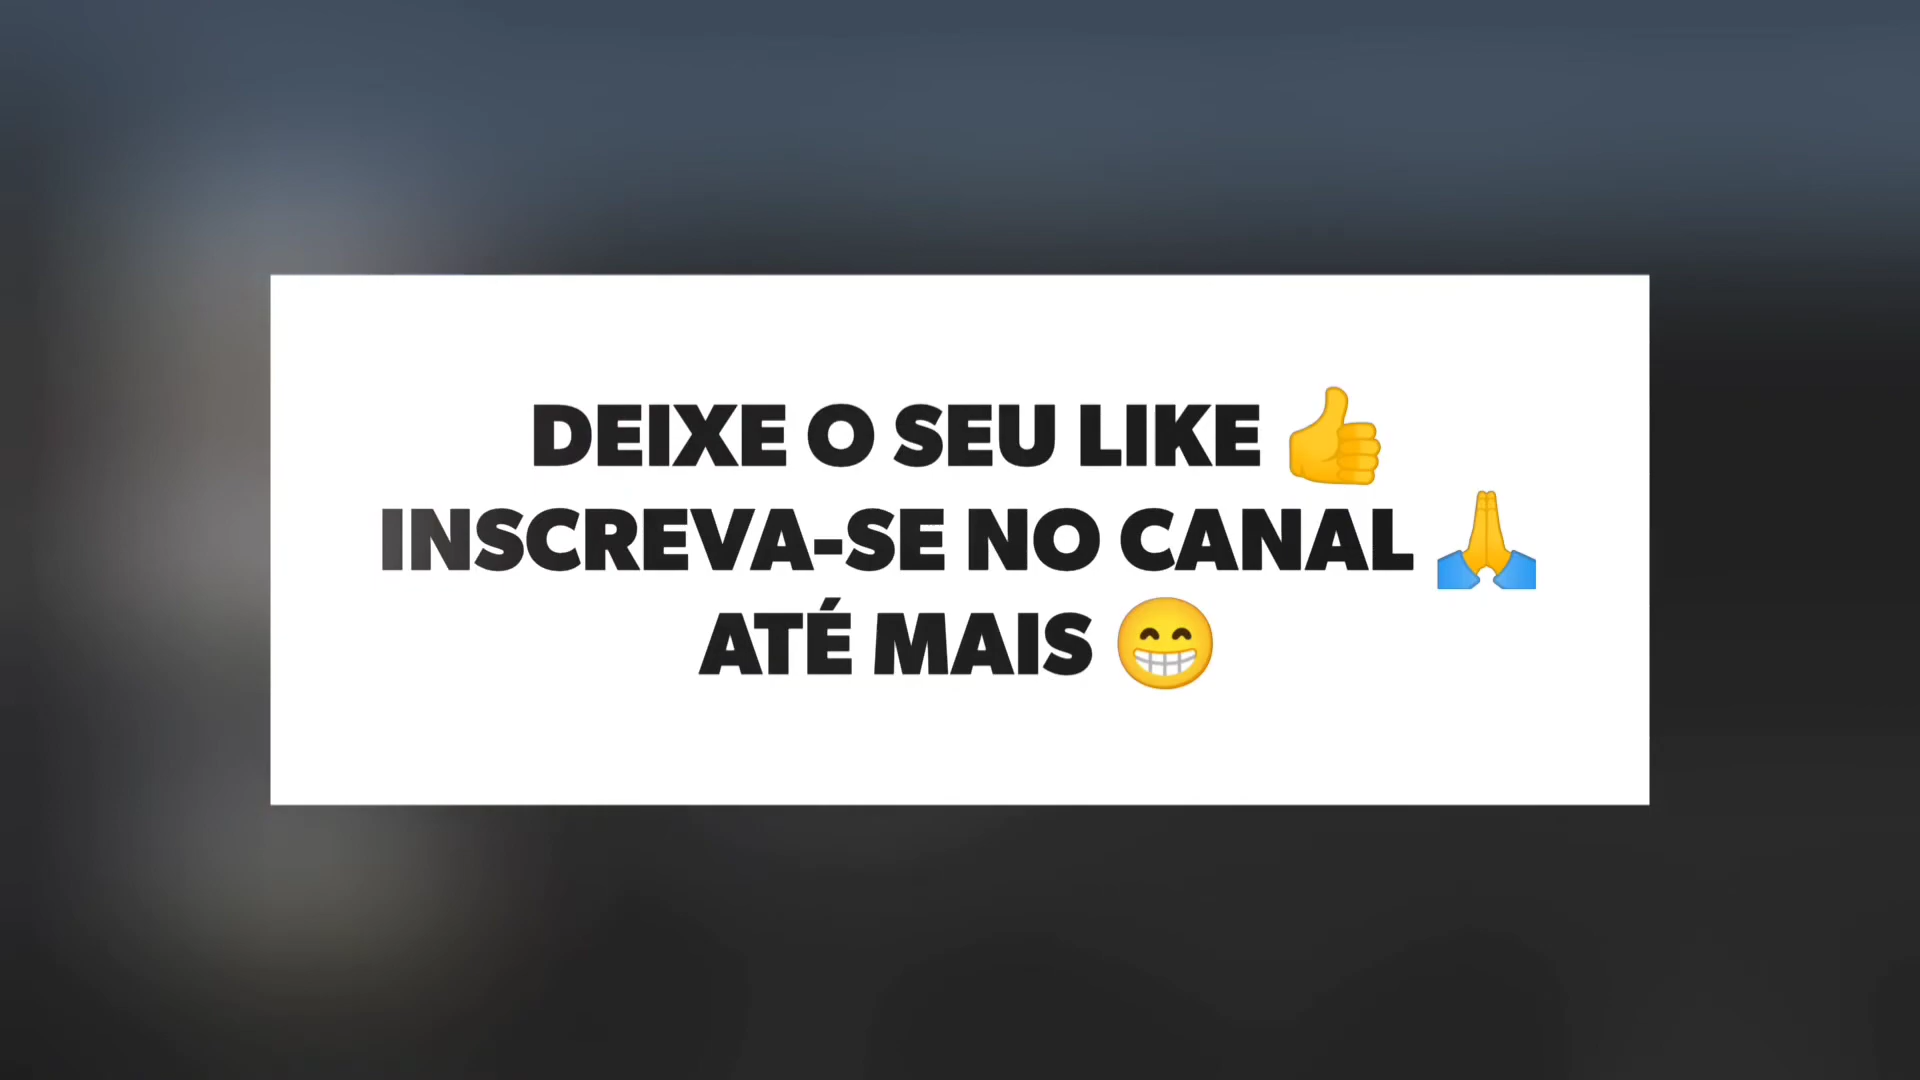 DEIXE O SEU LIKE 👍
INSCREVA-SE NO CANAL 🙏
ATÉ MAIS 😁